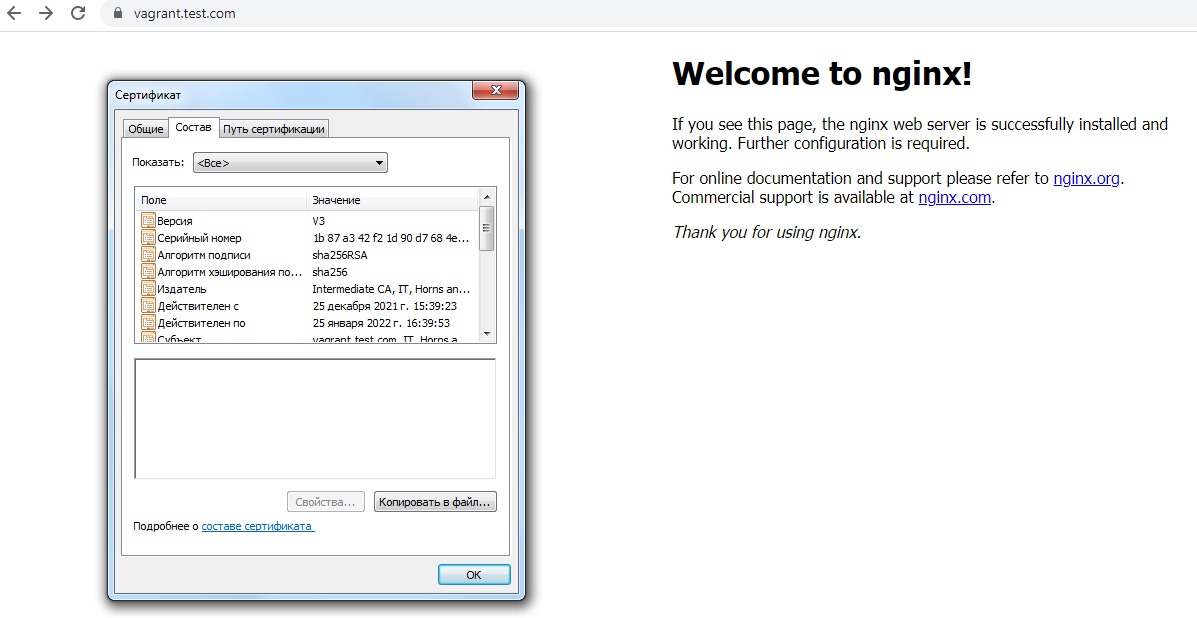 vagrant.test.com
Сертификат
Общие
Состав
Путь сертификации
Показать:
<Все>
Поле Значение
Версия V3
Серийный номер 1b 87 a3 42 f2 1d 90 d7 68 4e...
Алгоритм подписи sha256RSA
Алгоритм хэширования по... sha256
Издатель Intermediate CA, IT, Horns an...
Действителен с 25 декабря 2021 г. 15:39:23
Действителен по 25 января 2022 г. 16:39:53
Субъект vagrant.test.com, IT, Horns a...
Свойства...
Копировать в файл...
Подробнее о составе сертификата
OK
Welcome to nginx!
If you see this page, the nginx web server is successfully installed and
working. Further configuration is required.
For online documentation and support please refer to nginx.org.
Commercial support is available at nginx.com.
Thank you for using nginx.